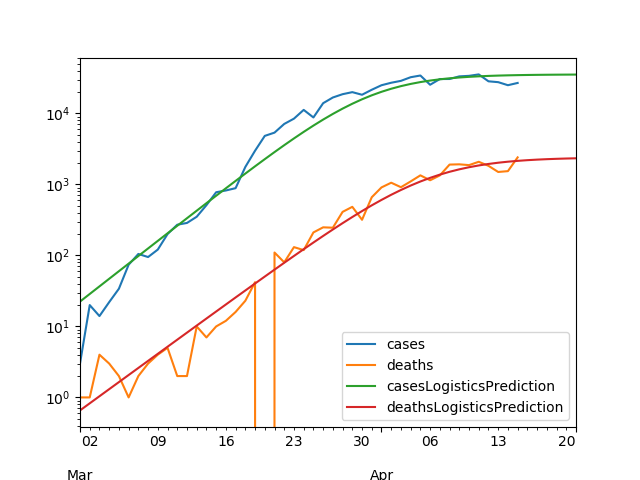 10⁴
10³
10²
10¹
10⁰
cases
deaths
casesLogisticsPrediction
deathsLogisticsPrediction
02 09 16 23 30 06 13 20
Mar Apr